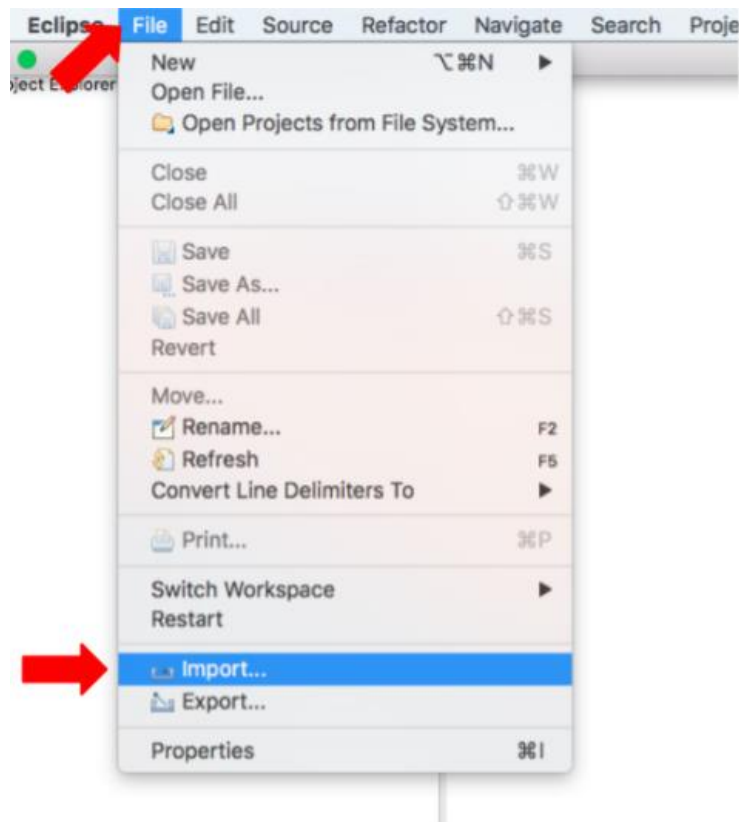 Eclipse File Edit Source Refactor Navigate Search Proje
ject Explorer
New ⌥⌘N ▶
Open File...
Open Projects from File System...
Close ⌘W
Close All ⇧⌘W
Save ⌘S
Save As...
Save All ⇧⌘S
Revert
Move...
Rename... F2
Refresh F5
Convert Line Delimiters To ▶
Print... ⌘P
Switch Workspace ▶
Restart
Import...
Export...
Properties ⌘I